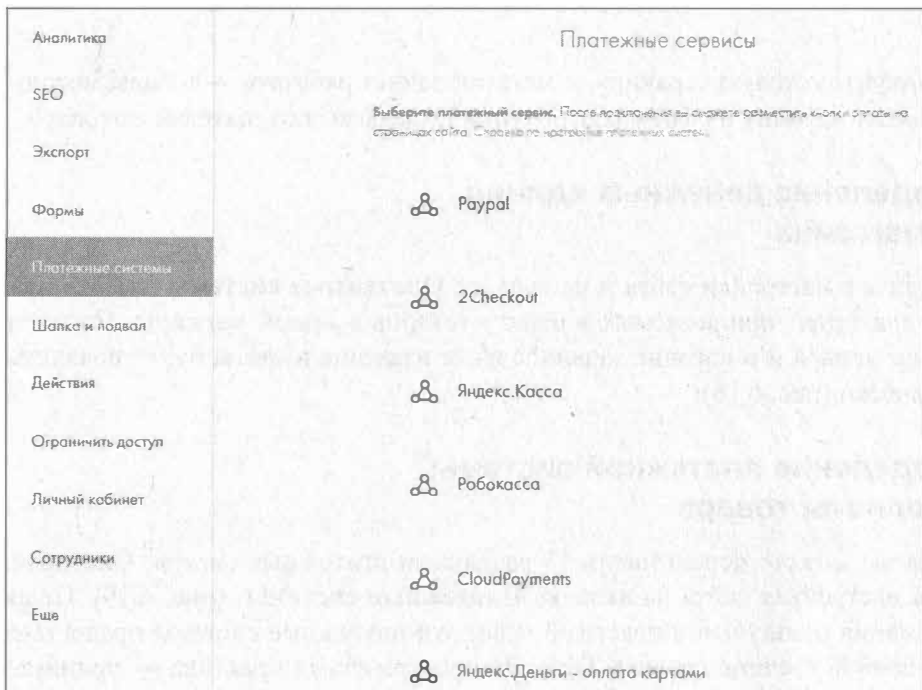 Аналитика
SEO
Экспорт
Формы
Платежные системы
Шапка и подвал
Действия
Ограничить доступ
Личный кабинет
Сотрудники
Еще
Платежные сервисы
Выберите платежный сервис. После подключения вы сможете разместить кнопки оплаты на
страницах сайта. Справка по настройке платежных систем.
Paypal
2Checkout
Яндекс.Касса
Робокасса
CloudPayments
Яндекс.Деньги - оплата картами